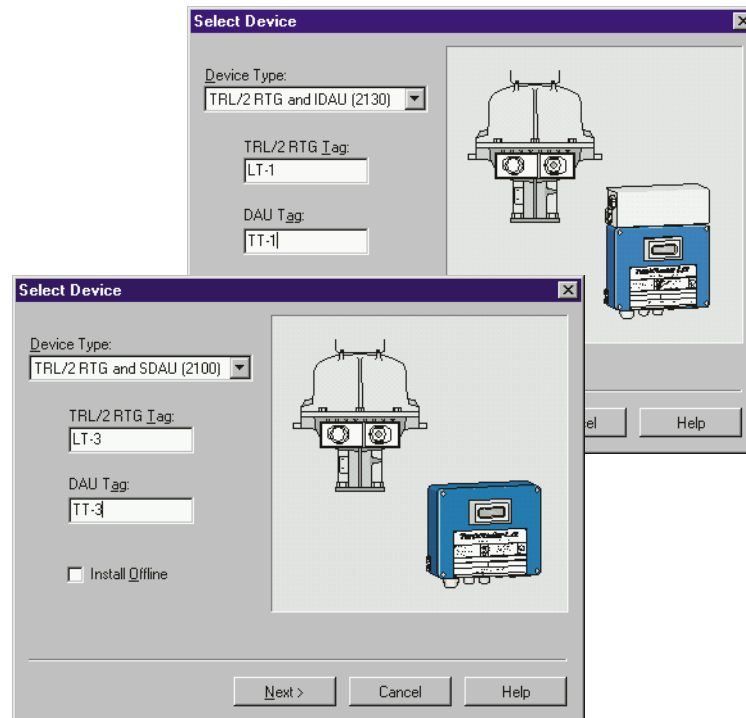 Select Device
Device Type:
TRL/2 RTG and IDAU (2130)
TRL/2 RTG Tag:
LT-1
DAU Tag:
TT-1
Help
Select Device
Device Type:
TRL/2 RTG and SDAU (2100)
TRL/2 RTG Tag:
LT-3
DAU Tag:
TT-3
Install Offline
Next >
Cancel
Help